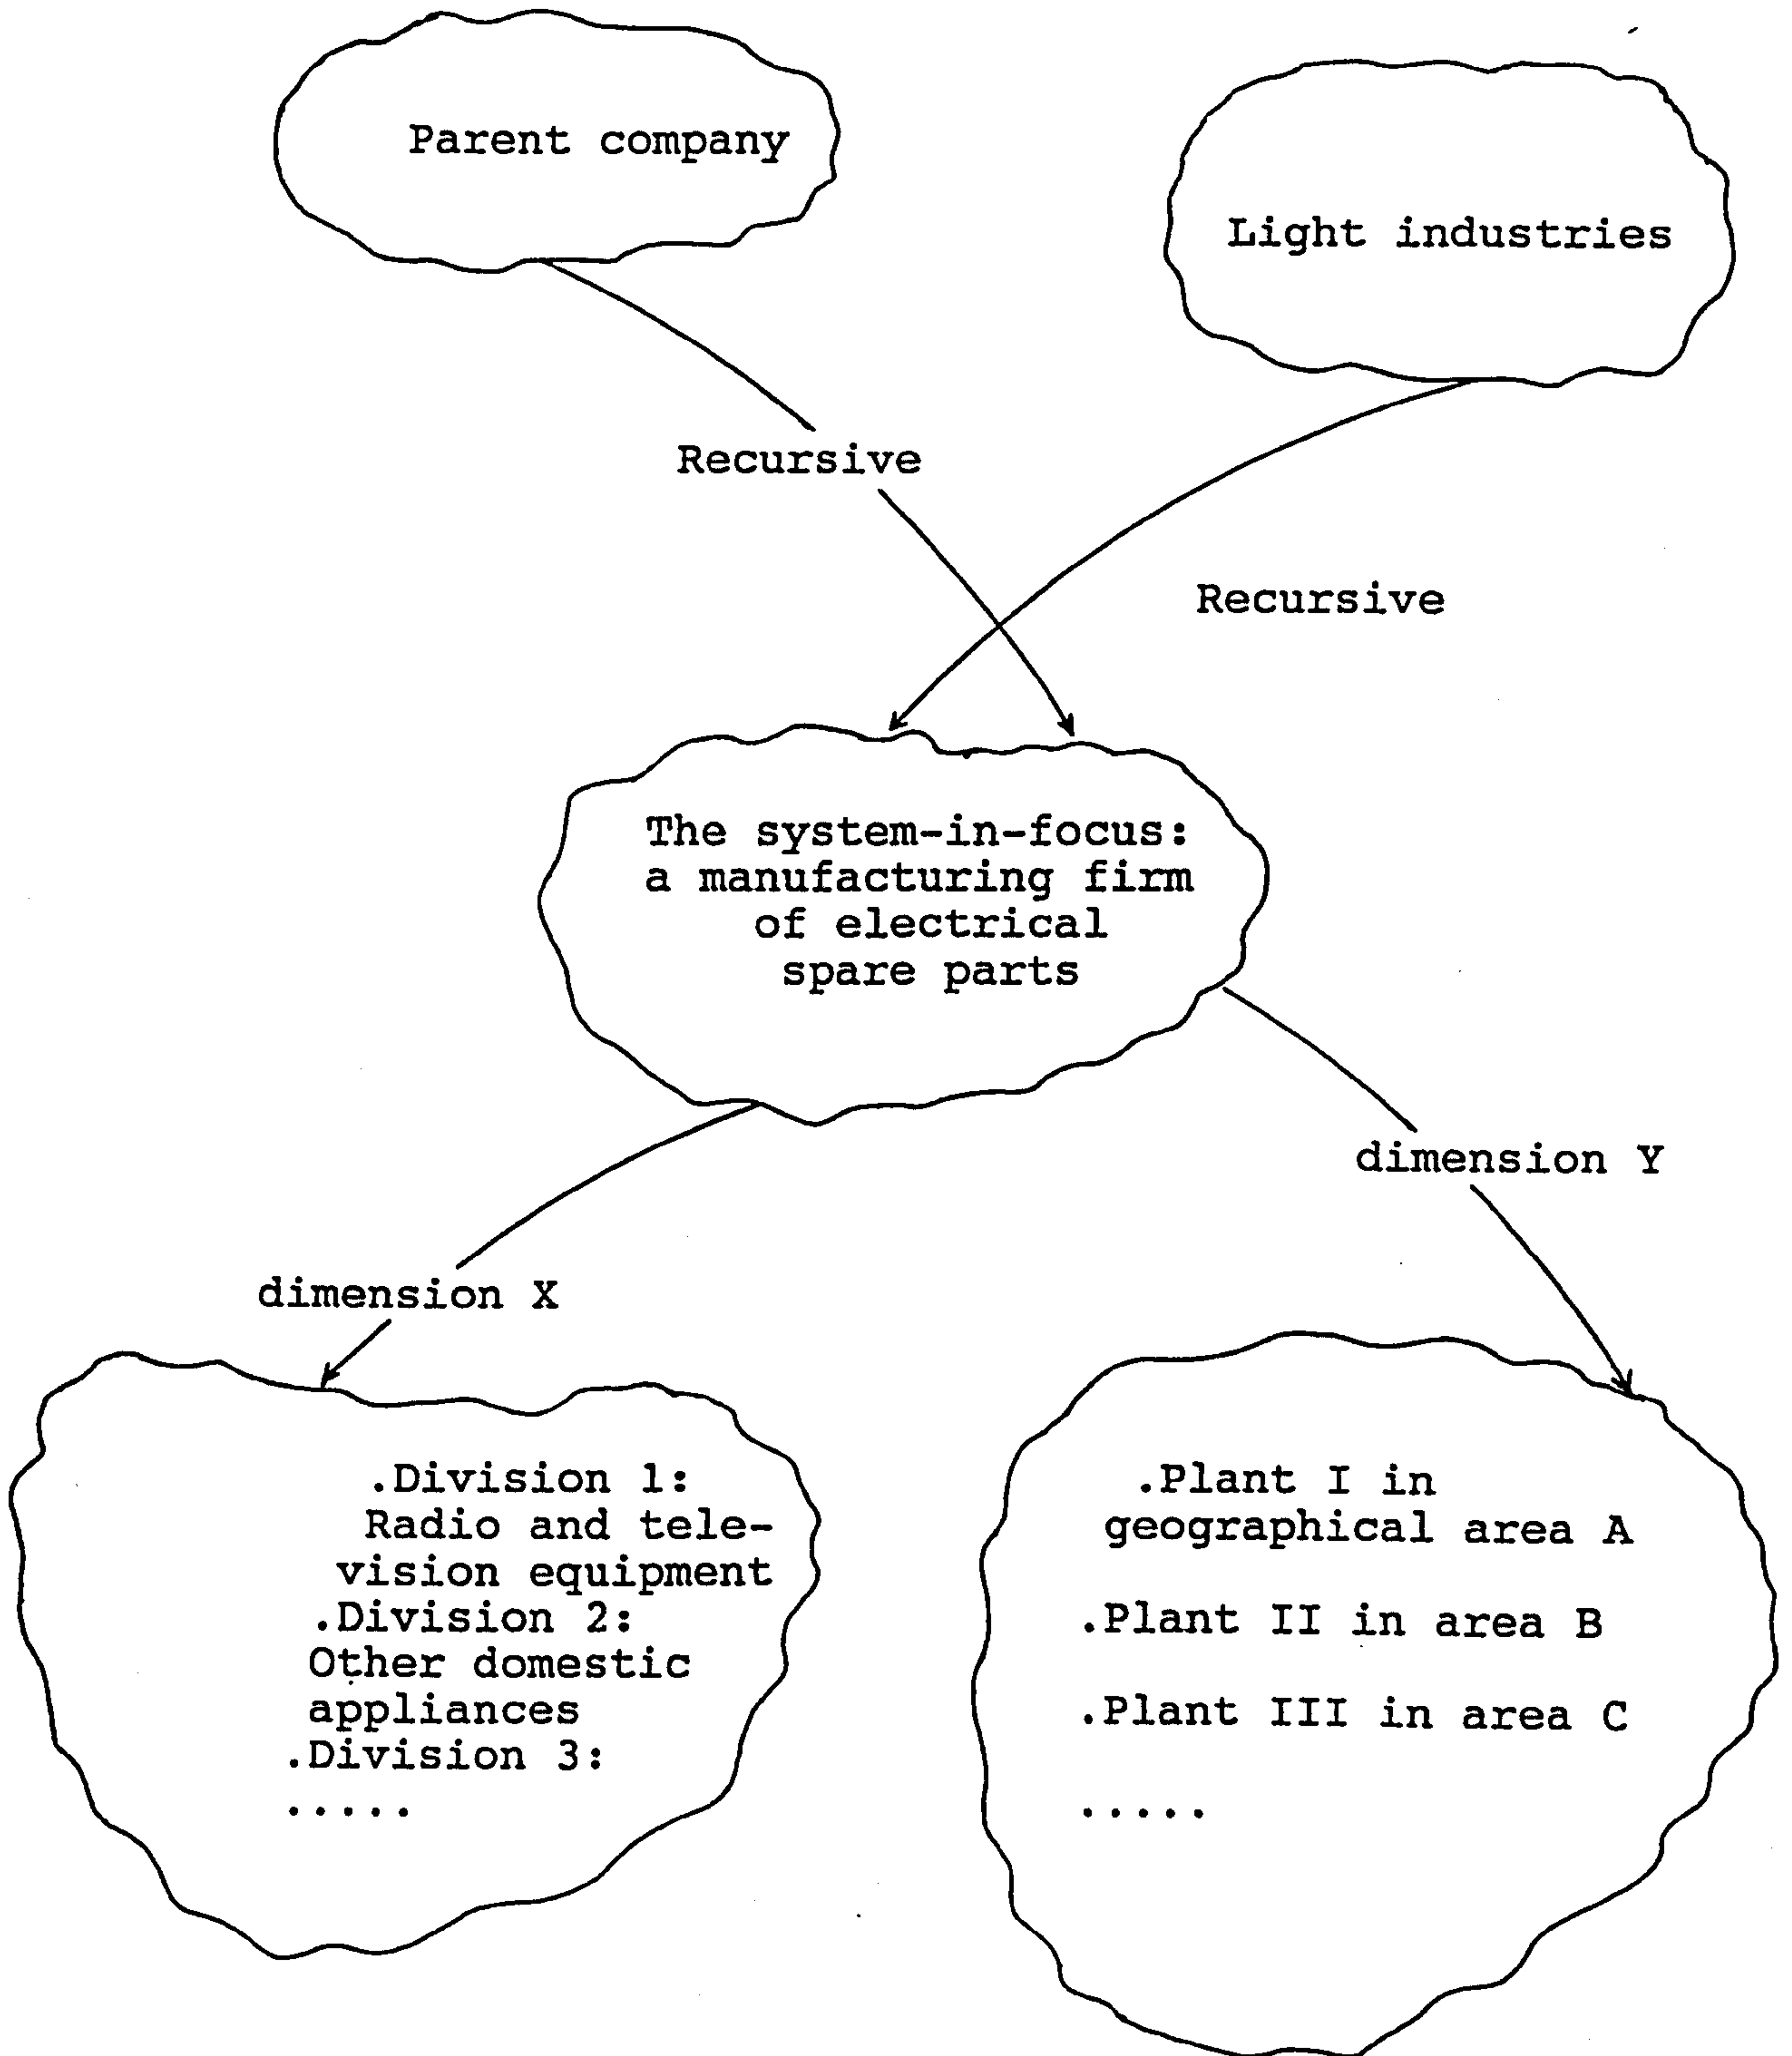 Parent company
Light industries
Recursive
Recursive
The system-in-focus:
a manufacturing firm
of electrical
spare parts
dimension Y
dimension X
.Division 1:
Radio and tele-
vision equipment
.Division 2:
Other domestic
appliances
.Division 3:
.....
.Plant I in
geographical area A
.Plant II in area B
.Plant III in area C
.....